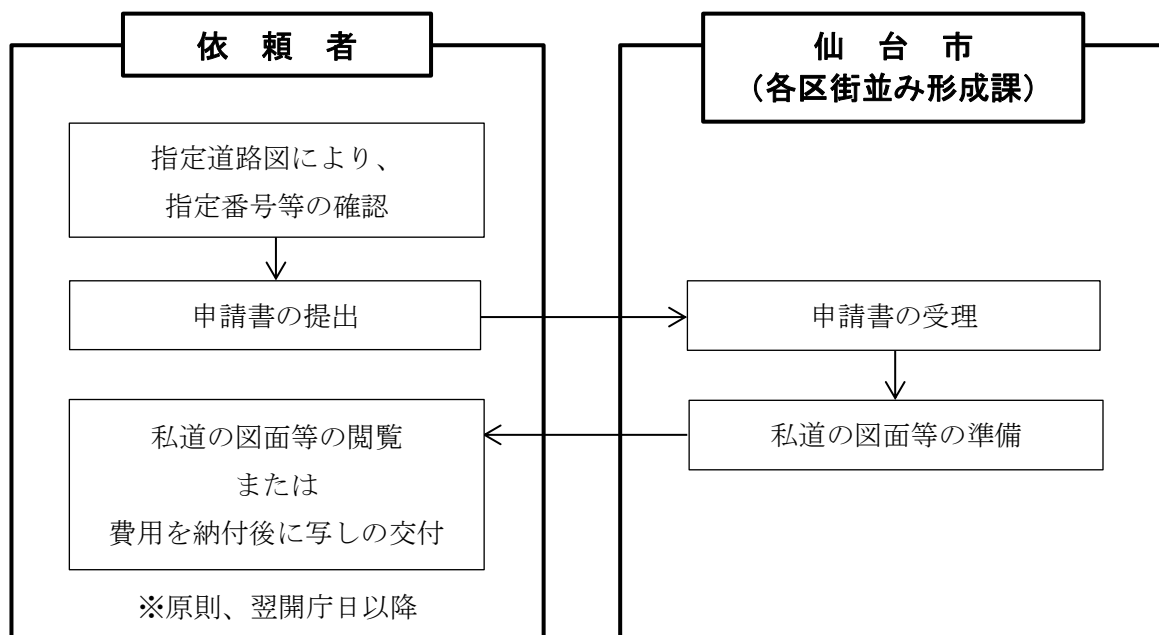 依 頼 者
指定道路図により、
指定番号等の確認
申請書の提出
私道の図面等の閲覧
または
費用を納付後に写しの交付
※原則、翌開庁日以降
仙 台 市
（各区街並み形成課）
申請書の受理
私道の図面等の準備